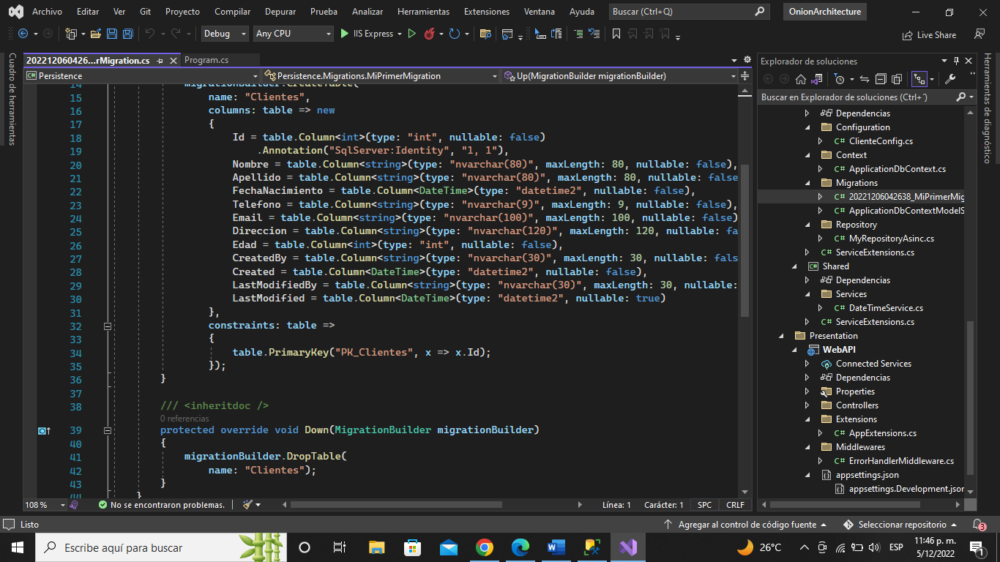 Archivo Editar Ver Git Proyecto Compilar Depurar Prueba Analizar Herramientas Extensiones Ventana Ayuda Buscar (Ctrl+Q) OnionArchitecture
Debug Any CPU IIS Express Live Share
202212060426...rMigration.cs Program.cs
Persistence Persistence.Migrations.MiPrimerMigration Up(MigrationBuilder migrationBuilder)
Cuadro de herramientas
14 migrationBuilder.CreateTable(
15 name: "Clientes",
16 columns: table => new
17 {
18 Id = table.Column<int>(type: "int", nullable: false)
19 .Annotation("SqlServer:Identity", "1, 1"),
20 Nombre = table.Column<string>(type: "nvarchar(80)", maxLength: 80, nullable: false),
21 Apellido = table.Column<string>(type: "nvarchar(80)", maxLength: 80, nullable: false
22 FechaNacimiento = table.Column<DateTime>(type: "datetime2", nullable: false),
23 Telefono = table.Column<string>(type: "nvarchar(9)", maxLength: 9, nullable: false),
24 Email = table.Column<string>(type: "nvarchar(100)", maxLength: 100, nullable: false)
25 Direccion = table.Column<string>(type: "nvarchar(120)", maxLength: 120, nullable: fa
26 Edad = table.Column<int>(type: "int", nullable: false),
27 CreatedBy = table.Column<string>(type: "nvarchar(30)", maxLength: 30, nullable: fals
28 Created = table.Column<DateTime>(type: "datetime2", nullable: false),
29 LastModifiedBy = table.Column<string>(type: "nvarchar(30)", maxLength: 30, nullable:
30 LastModified = table.Column<DateTime>(type: "datetime2", nullable: true)
31 },
32 constraints: table =>
33 {
34 table.PrimaryKey("PK_Clientes", x => x.Id);
35 });
36 }
37
38 /// <inheritdoc />
0 referencias
39 protected override void Down(MigrationBuilder migrationBuilder)
40 {
41 migrationBuilder.DropTable(
42 name: "Clientes");
43 }
44 }
108 % No se encontraron problemas. Línea: 1 Carácter: 1 SPC CRLF
Explorador de soluciones
Buscar en Explorador de soluciones (Ctrl+´)
Dependencias
Configuration
C# ClienteConfig.cs
Context
C# ApplicationDbContext.cs
Migrations
C# 20221206042638_MiPrimerMig
C# ApplicationDbContextModelS
Repository
C# MyRepositoryAsinc.cs
C# ServiceExtensions.cs
C# Shared
Dependencias
Services
C# DateTimeService.cs
C# ServiceExtensions.cs
Presentation
WebAPI
Connected Services
Dependencias
Properties
Controllers
Extensions
C# AppExtensions.cs
Middlewares
C# ErrorHandlerMiddleware.cs
appsettings.json
appsettings.Development.json
Herramientas de diagnóstico
Listo Agregar al control de código fuente Seleccionar repositorio 3
Escribe aquí para buscar 26°C ESP 11:46 p. m.
5/12/2022 1